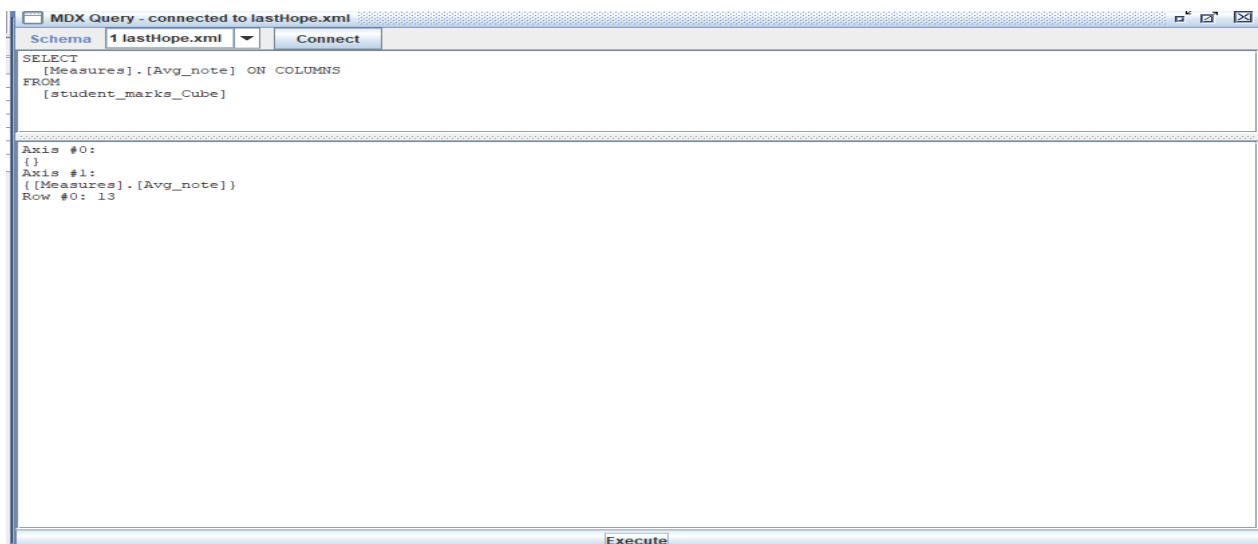 MDX Query - connected to lastHope.xml
Schema 1 lastHope.xml Connect
SELECT
[Measures].[Avg_note] ON COLUMNS
FROM
[student_marks_Cube]
Axis #0:
{}
Axis #1:
{[Measures].[Avg_note]}
Row #0: 13
Execute